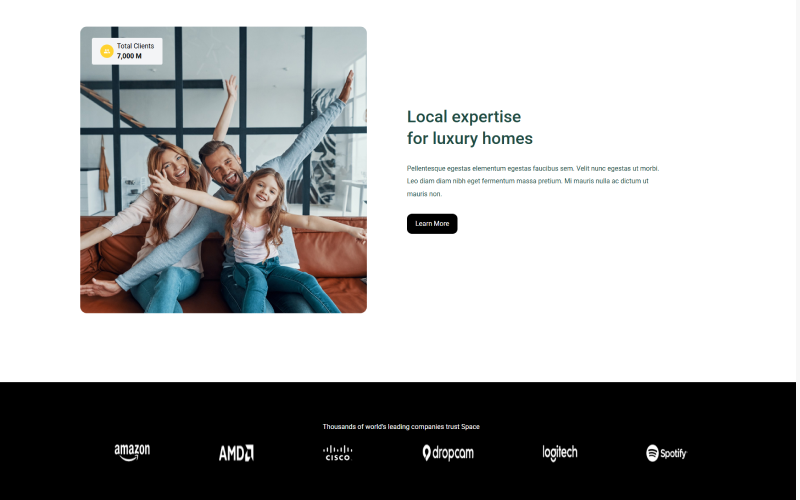 Total Clients
7,000 M
Local expertise
for luxury homes
Pellentesque egestas elementum egestas faucibus sem. Velit nunc egestas ut morbi.
Leo diam diam nibh eget fermentum massa pretium. Mi mauris nulla ac dictum ut
mauris non.
Learn More
Thousands of world's leading companies trust Space
amazon
AMD
CISCO
dropcam
logitech
Spotify